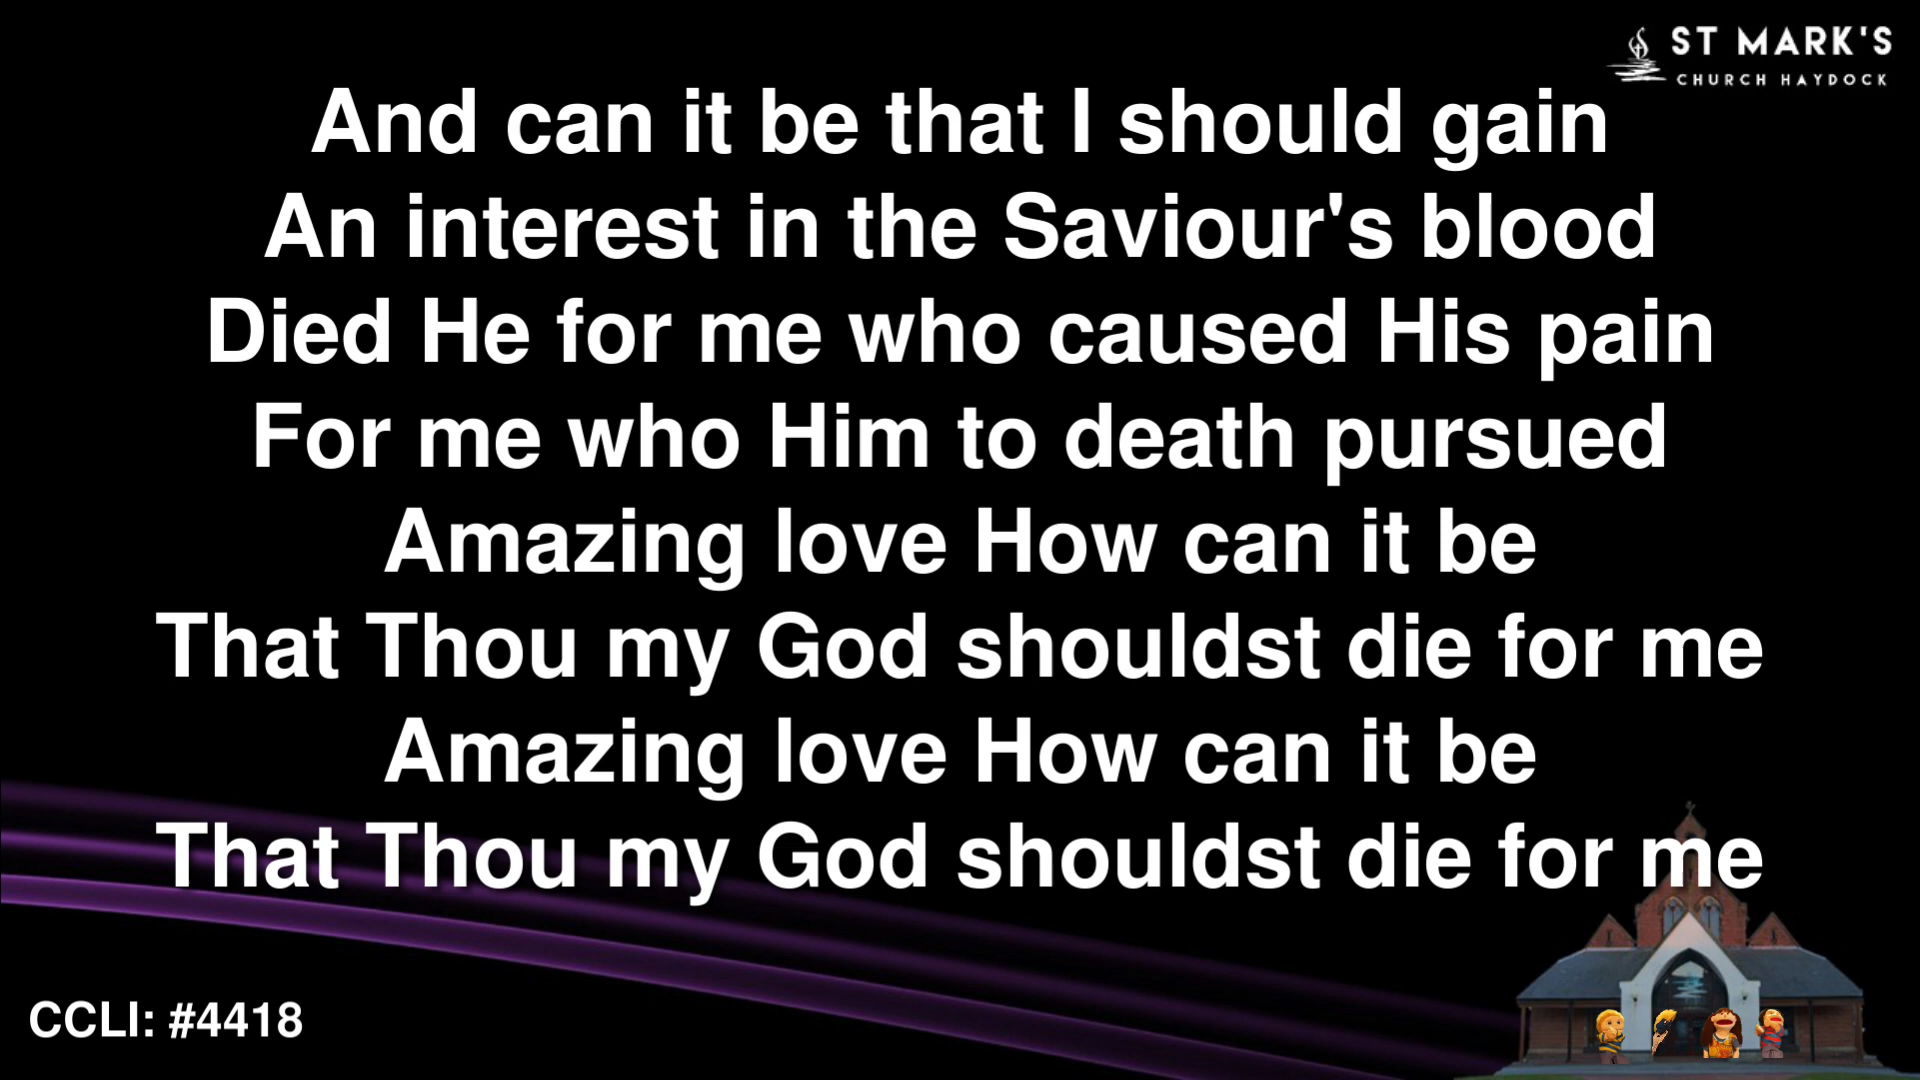 ST MARK'S
CHURCH HAYDOCK
And can it be that I should gain
An interest in the Saviour's blood
Died He for me who caused His pain
For me who Him to death pursued
Amazing love How can it be
That Thou my God shouldst die for me
Amazing love How can it be
That Thou my God shouldst die for me
CCLI: #4418